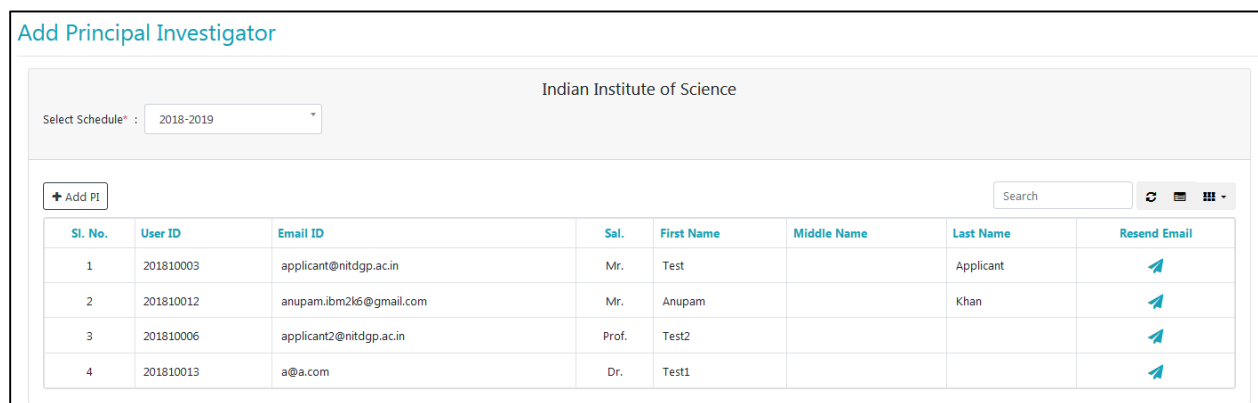 Add Principal Investigator
Indian Institute of Science
Select Schedule* : 2018-2019
+ Add PI Search
Sl. No. User ID Email ID Sal. First Name Middle Name Last Name Resend Email
1 201810003 applicant@nitdgp.ac.in Mr. Test Applicant
2 201810012 anupam.ibm2k6@gmail.com Mr. Anupam Khan
3 201810006 applicant2@nitdgp.ac.in Prof. Test2
4 201810013 a@a.com Dr. Test1